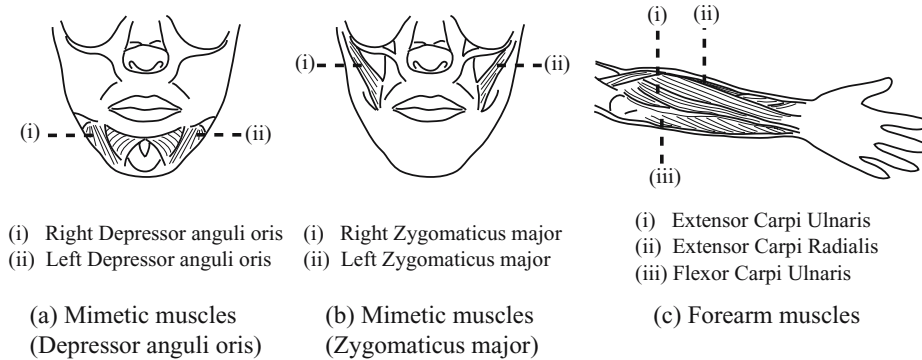 (i)
(ii)
(i)
(ii)
(i)
(ii)
(iii)
(i) Right Depressor anguli oris
(ii) Left Depressor anguli oris
(i) Right Zygomaticus major
(ii) Left Zygomaticus major
(i) Extensor Carpi Ulnaris
(ii) Extensor Carpi Radialis
(iii) Flexor Carpi Ulnaris
(a) Mimetic muscles
(Depressor anguli oris)
(b) Mimetic muscles
(Zygomaticus major)
(c) Forearm muscles